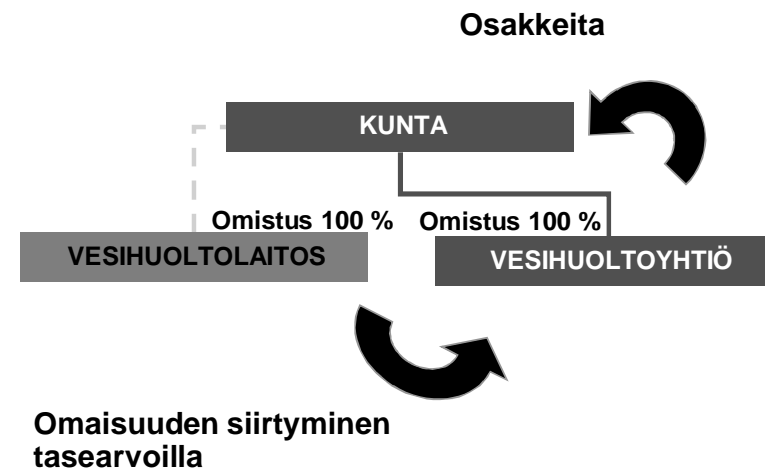 Osakkeita
KUNTA
Omistus 100 % Omistus 100 %
VESIHUOLTOLAITOS VESIHUOLTOYHTIÖ
Omaisuuden siirtyminen
tasearvoilla